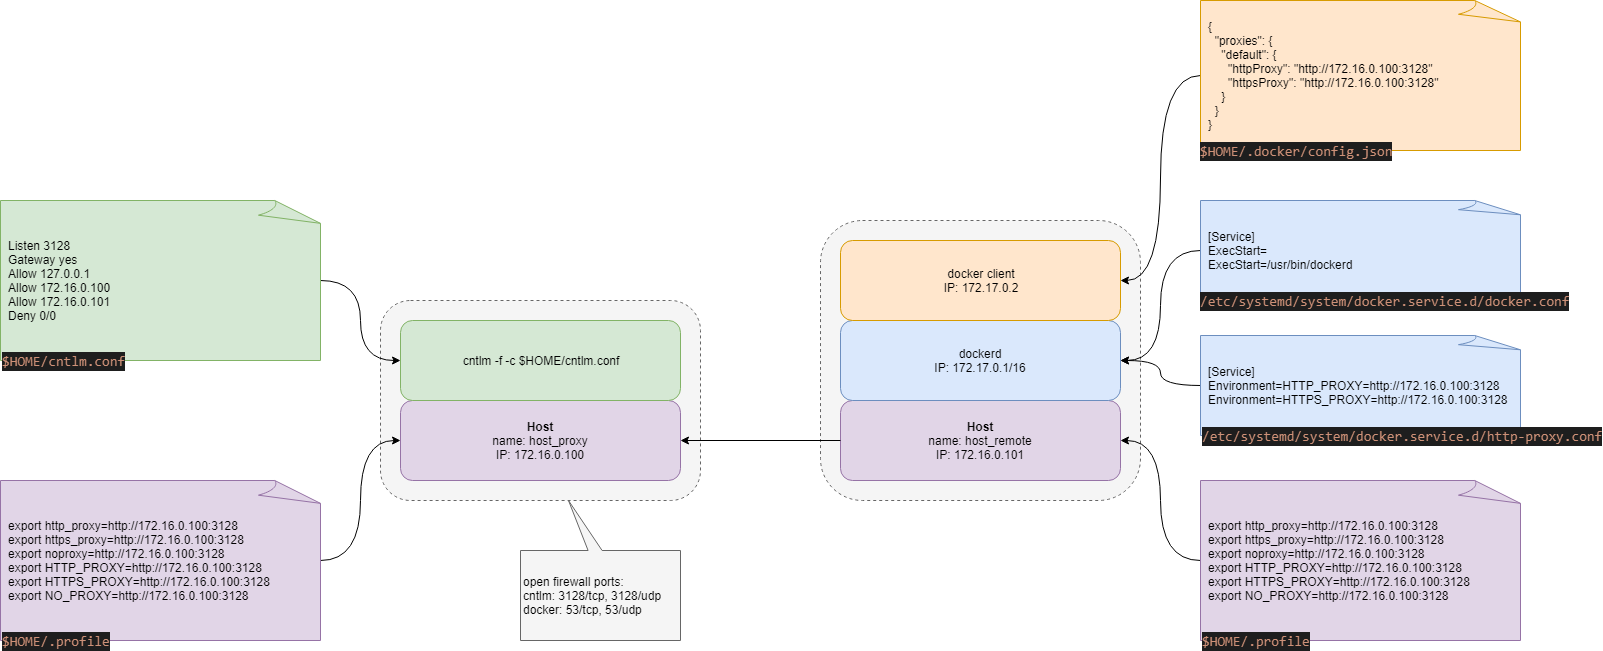 {
"proxies": {
"default": {
"httpProxy": "http://172.16.0.100:3128"
"httpsProxy": "http://172.16.0.100:3128"
}
}
}
$HOME/.docker/config.json
Listen 3128
Gateway yes
Allow 127.0.0.1
Allow 172.16.0.100
Allow 172.16.0.101
Deny 0/0
$HOME/cntlm.conf
cntlm -f -c $HOME/cntlm.conf
Host
name: host_proxy
IP: 172.16.0.100
docker client
IP: 172.17.0.2
dockerd
IP: 172.17.0.1/16
Host
name: host_remote
IP: 172.16.0.101
[Service]
ExecStart=
ExecStart=/usr/bin/dockerd
/etc/systemd/system/docker.service.d/docker.conf
[Service]
Environment=HTTP_PROXY=http://172.16.0.100:3128
Environment=HTTPS_PROXY=http://172.16.0.100:3128
/etc/systemd/system/docker.service.d/http-proxy.conf
export http_proxy=http://172.16.0.100:3128
export https_proxy=http://172.16.0.100:3128
export noproxy=http://172.16.0.100:3128
export HTTP_PROXY=http://172.16.0.100:3128
export HTTPS_PROXY=http://172.16.0.100:3128
export NO_PROXY=http://172.16.0.100:3128
$HOME/.profile
open firewall ports:
cntlm: 3128/tcp, 3128/udp
docker: 53/tcp, 53/udp
export http_proxy=http://172.16.0.100:3128
export https_proxy=http://172.16.0.100:3128
export noproxy=http://172.16.0.100:3128
export HTTP_PROXY=http://172.16.0.100:3128
export HTTPS_PROXY=http://172.16.0.100:3128
export NO_PROXY=http://172.16.0.100:3128
$HOME/.profile